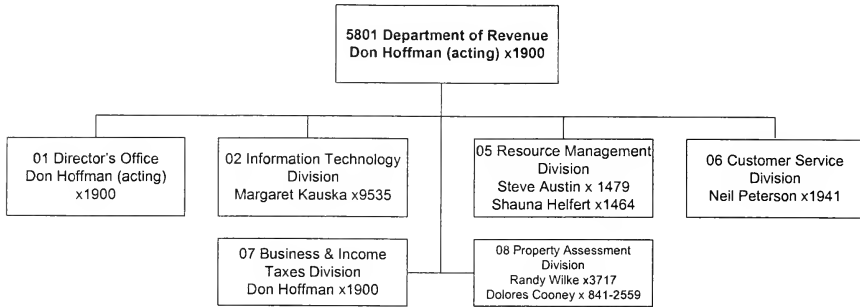 5801 Department of Revenue
Don Hoffman (acting) x1900
01 Director's Office
Don Hoffman (acting)
x1900
02 Information Technology
Division
Margaret Kauska x9535
05 Resource Management
Division
Steve Austin x 1479
Shauna Helfert x1464
06 Customer Service
Division
Neil Peterson x1941
07 Business & Income
Taxes Division
Don Hoffman x1900
08 Property Assessment
Division
Randy Wilke x3717
Dolores Cooney x 841-2559